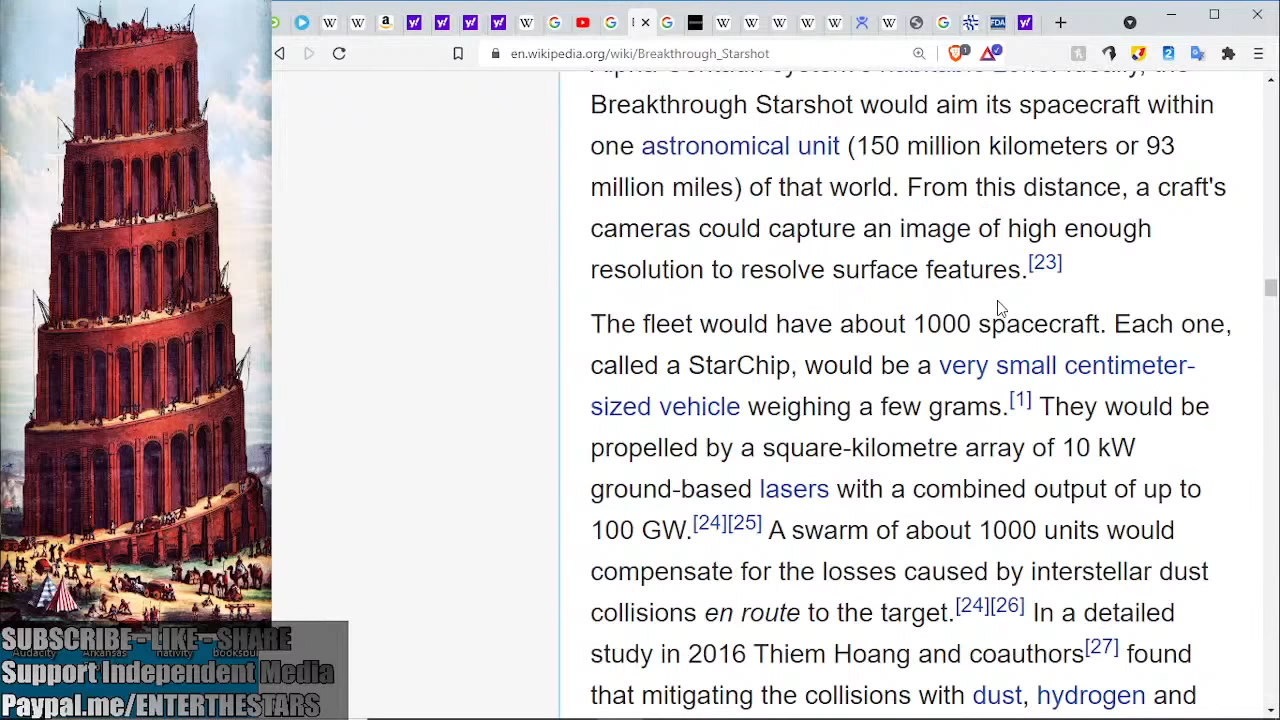 en.wikipedia.org/wiki/Breakthrough_Starshot
Breakthrough Starshot would aim its spacecraft within
one astronomical unit (150 million kilometers or 93
million miles) of that world. From this distance, a craft's
cameras could capture an image of high enough
resolution to resolve surface features.[23]
The fleet would have about 1000 spacecraft. Each one,
called a StarChip, would be a very small centimeter-
sized vehicle weighing a few grams.[1] They would be
propelled by a square-kilometre array of 10 kW
ground-based lasers with a combined output of up to
100 GW.[24][25] A swarm of about 1000 units would
compensate for the losses caused by interstellar dust
collisions en route to the target.[24][26] In a detailed
study in 2016 Thiem Hoang and coauthors[27] found
that mitigating the collisions with dust, hydrogen and
SUBSCRIBE - LIKE - SHARE
Audacity Arkansas nativity
Support Independent Media
Paypal.me/ENTERTHESTARS